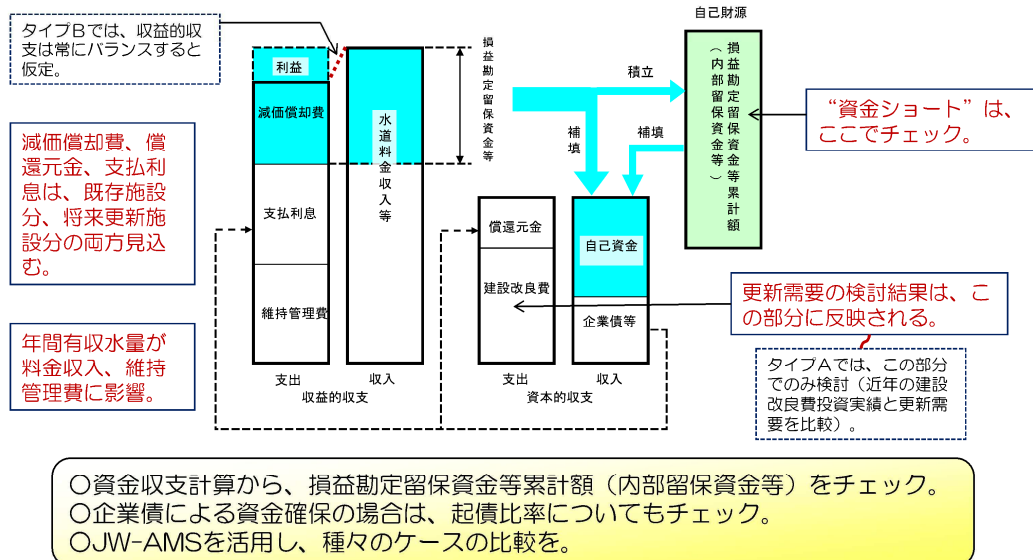 タイプBでは、収益的収
支は常にバランスすると
仮定。
減価償却費、償
還元金、支払利
息は、既存施設
分、将来更新施
設分の両方見込
む。
年間有収水量が
料金収入、維持
管理費に影響。
利益
減価償却費
支払利息
維持管理費
水道料金収入等
支出
収入
収益的収支
損益勘定留保資金等
積立
補填
補填
償還元金
建設改良費
自己資金
企業債等
支出
収入
資本的収支
自己財源
損益勘定留保資金等累計額
(内部留保資金等)
“資金ショート”は、
ここでチェック。
更新需要の検討結果は、こ
の部分に反映される。
タイプAでは、この部分
でのみ検討(近年の建設
改良費投資実績と更新需
要を比較)。
○資金収支計算から、損益勘定留保資金等累計額(内部留保資金等)をチェック。
○企業債による資金確保の場合は、起債比率についてもチェック。
○JW-AMSを活用し、種々のケースの比較を。